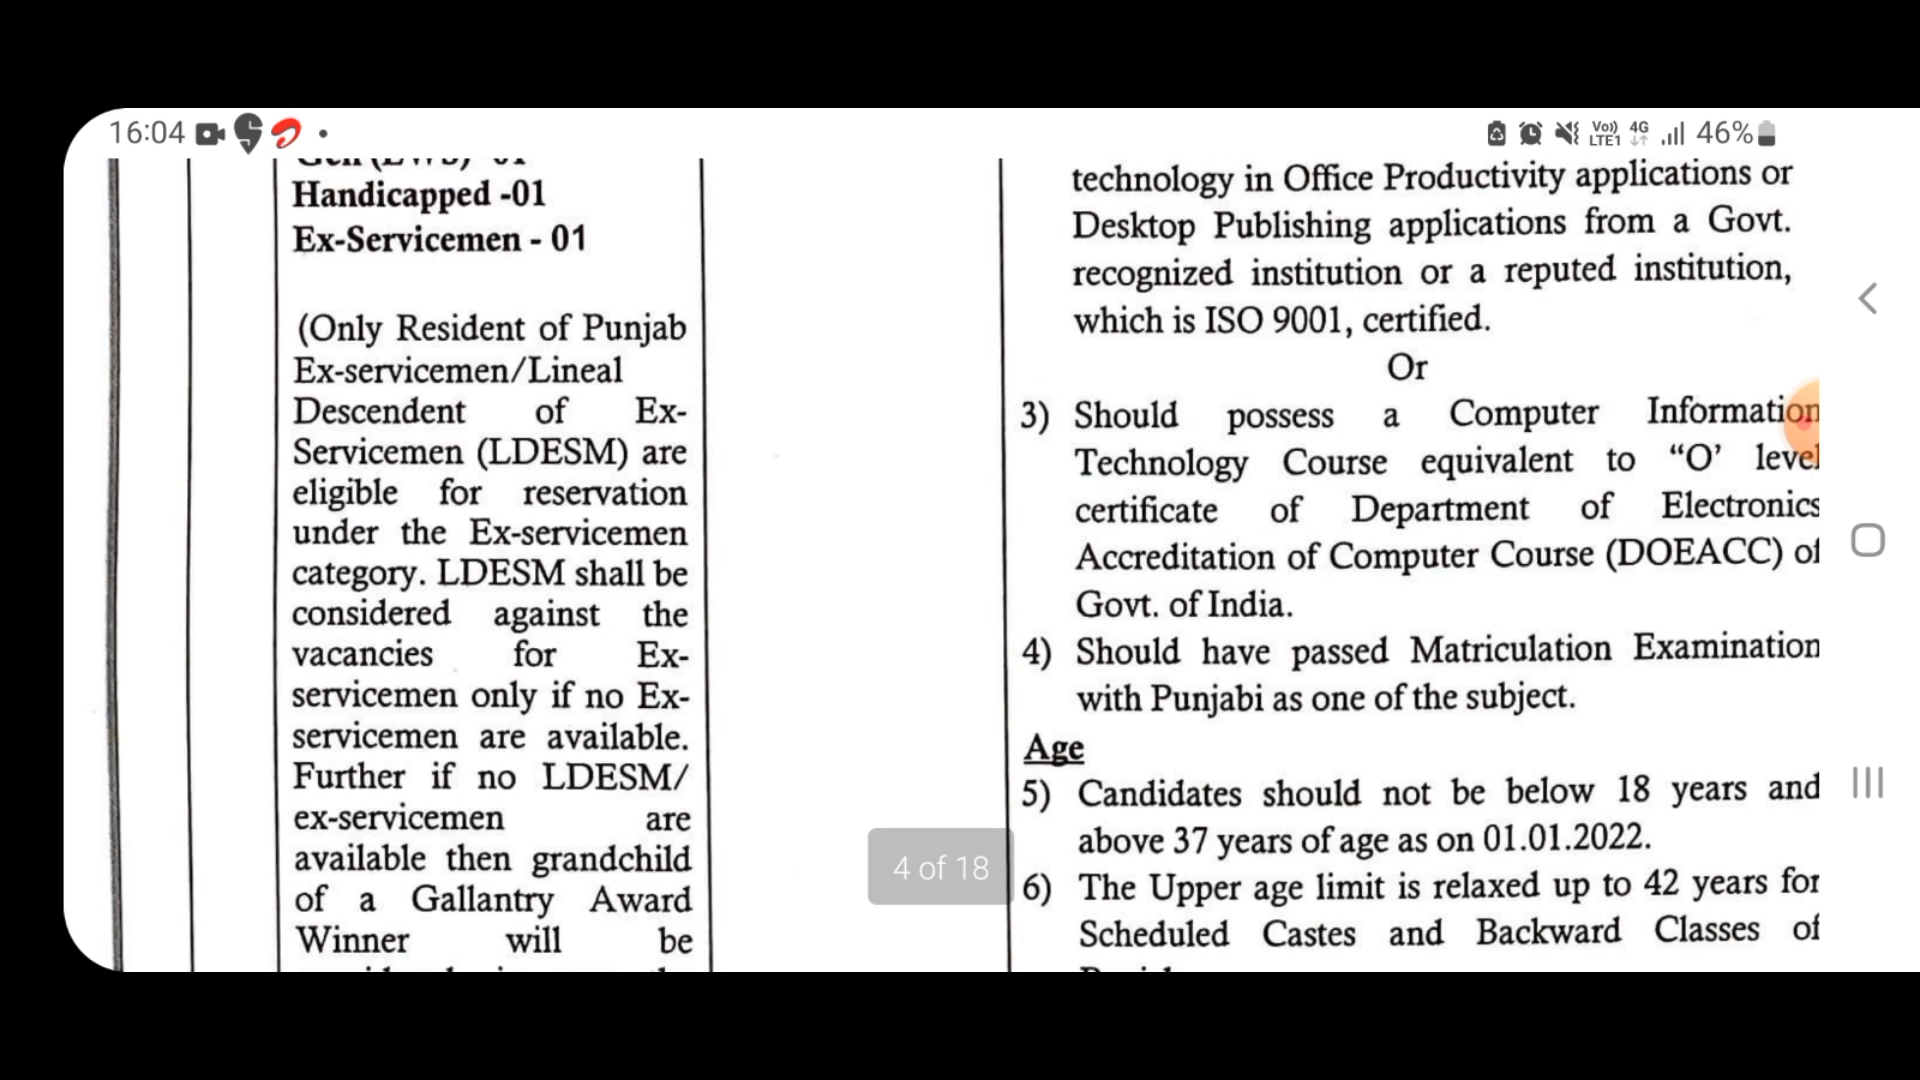 16:04
46%
Vo)) 4G
LTE1
Handicapped -01
Ex-Servicemen - 01
(Only Resident of Punjab
Ex-servicemen/Lineal
Descendent of Ex-
Servicemen (LDESM) are
eligible for reservation
under the Ex-servicemen
category. LDESM shall be
considered against the
vacancies for Ex-
servicemen only if no Ex-
servicemen are available.
Further if no LDESM/
ex-servicemen are
available then grandchild
of a Gallantry Award
Winner will be
4 of 18
technology in Office Productivity applications or
Desktop Publishing applications from a Govt.
recognized institution or a reputed institution,
which is ISO 9001, certified.
Or
3) Should possess a Computer Information
Technology Course equivalent to “O’ level
certificate of Department of Electronics
Accreditation of Computer Course (DOEACC) of
Govt. of India.
4) Should have passed Matriculation Examination
with Punjabi as one of the subject.
Age
5) Candidates should not be below 18 years and
above 37 years of age as on 01.01.2022.
6) The Upper age limit is relaxed up to 42 years for
Scheduled Castes and Backward Classes of